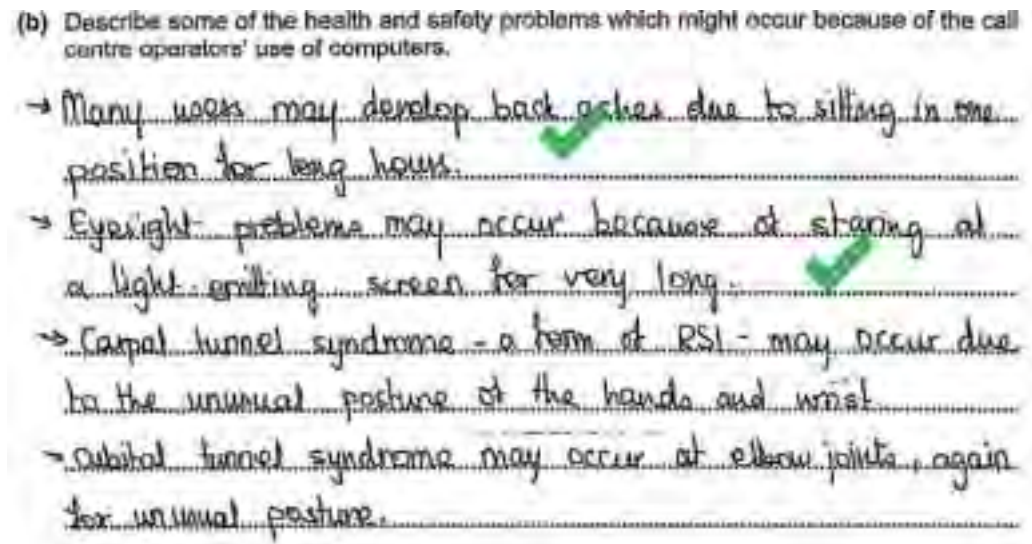 (b) Describe some of the health and safety problems which might occur because of the call
centre operators' use of computers.
→ Many users may develop back aches due to sitting in one
position for long hours.
→ Eyesight problems may occur because of staring at
a light-emitting screen for very long.
→ Carpal tunnel syndrome - a form of RSI - may occur due
to the unusual posture of the hands and wrist
→ Cubital tunnel syndrome may occur at elbow joints, again
for unusual posture.